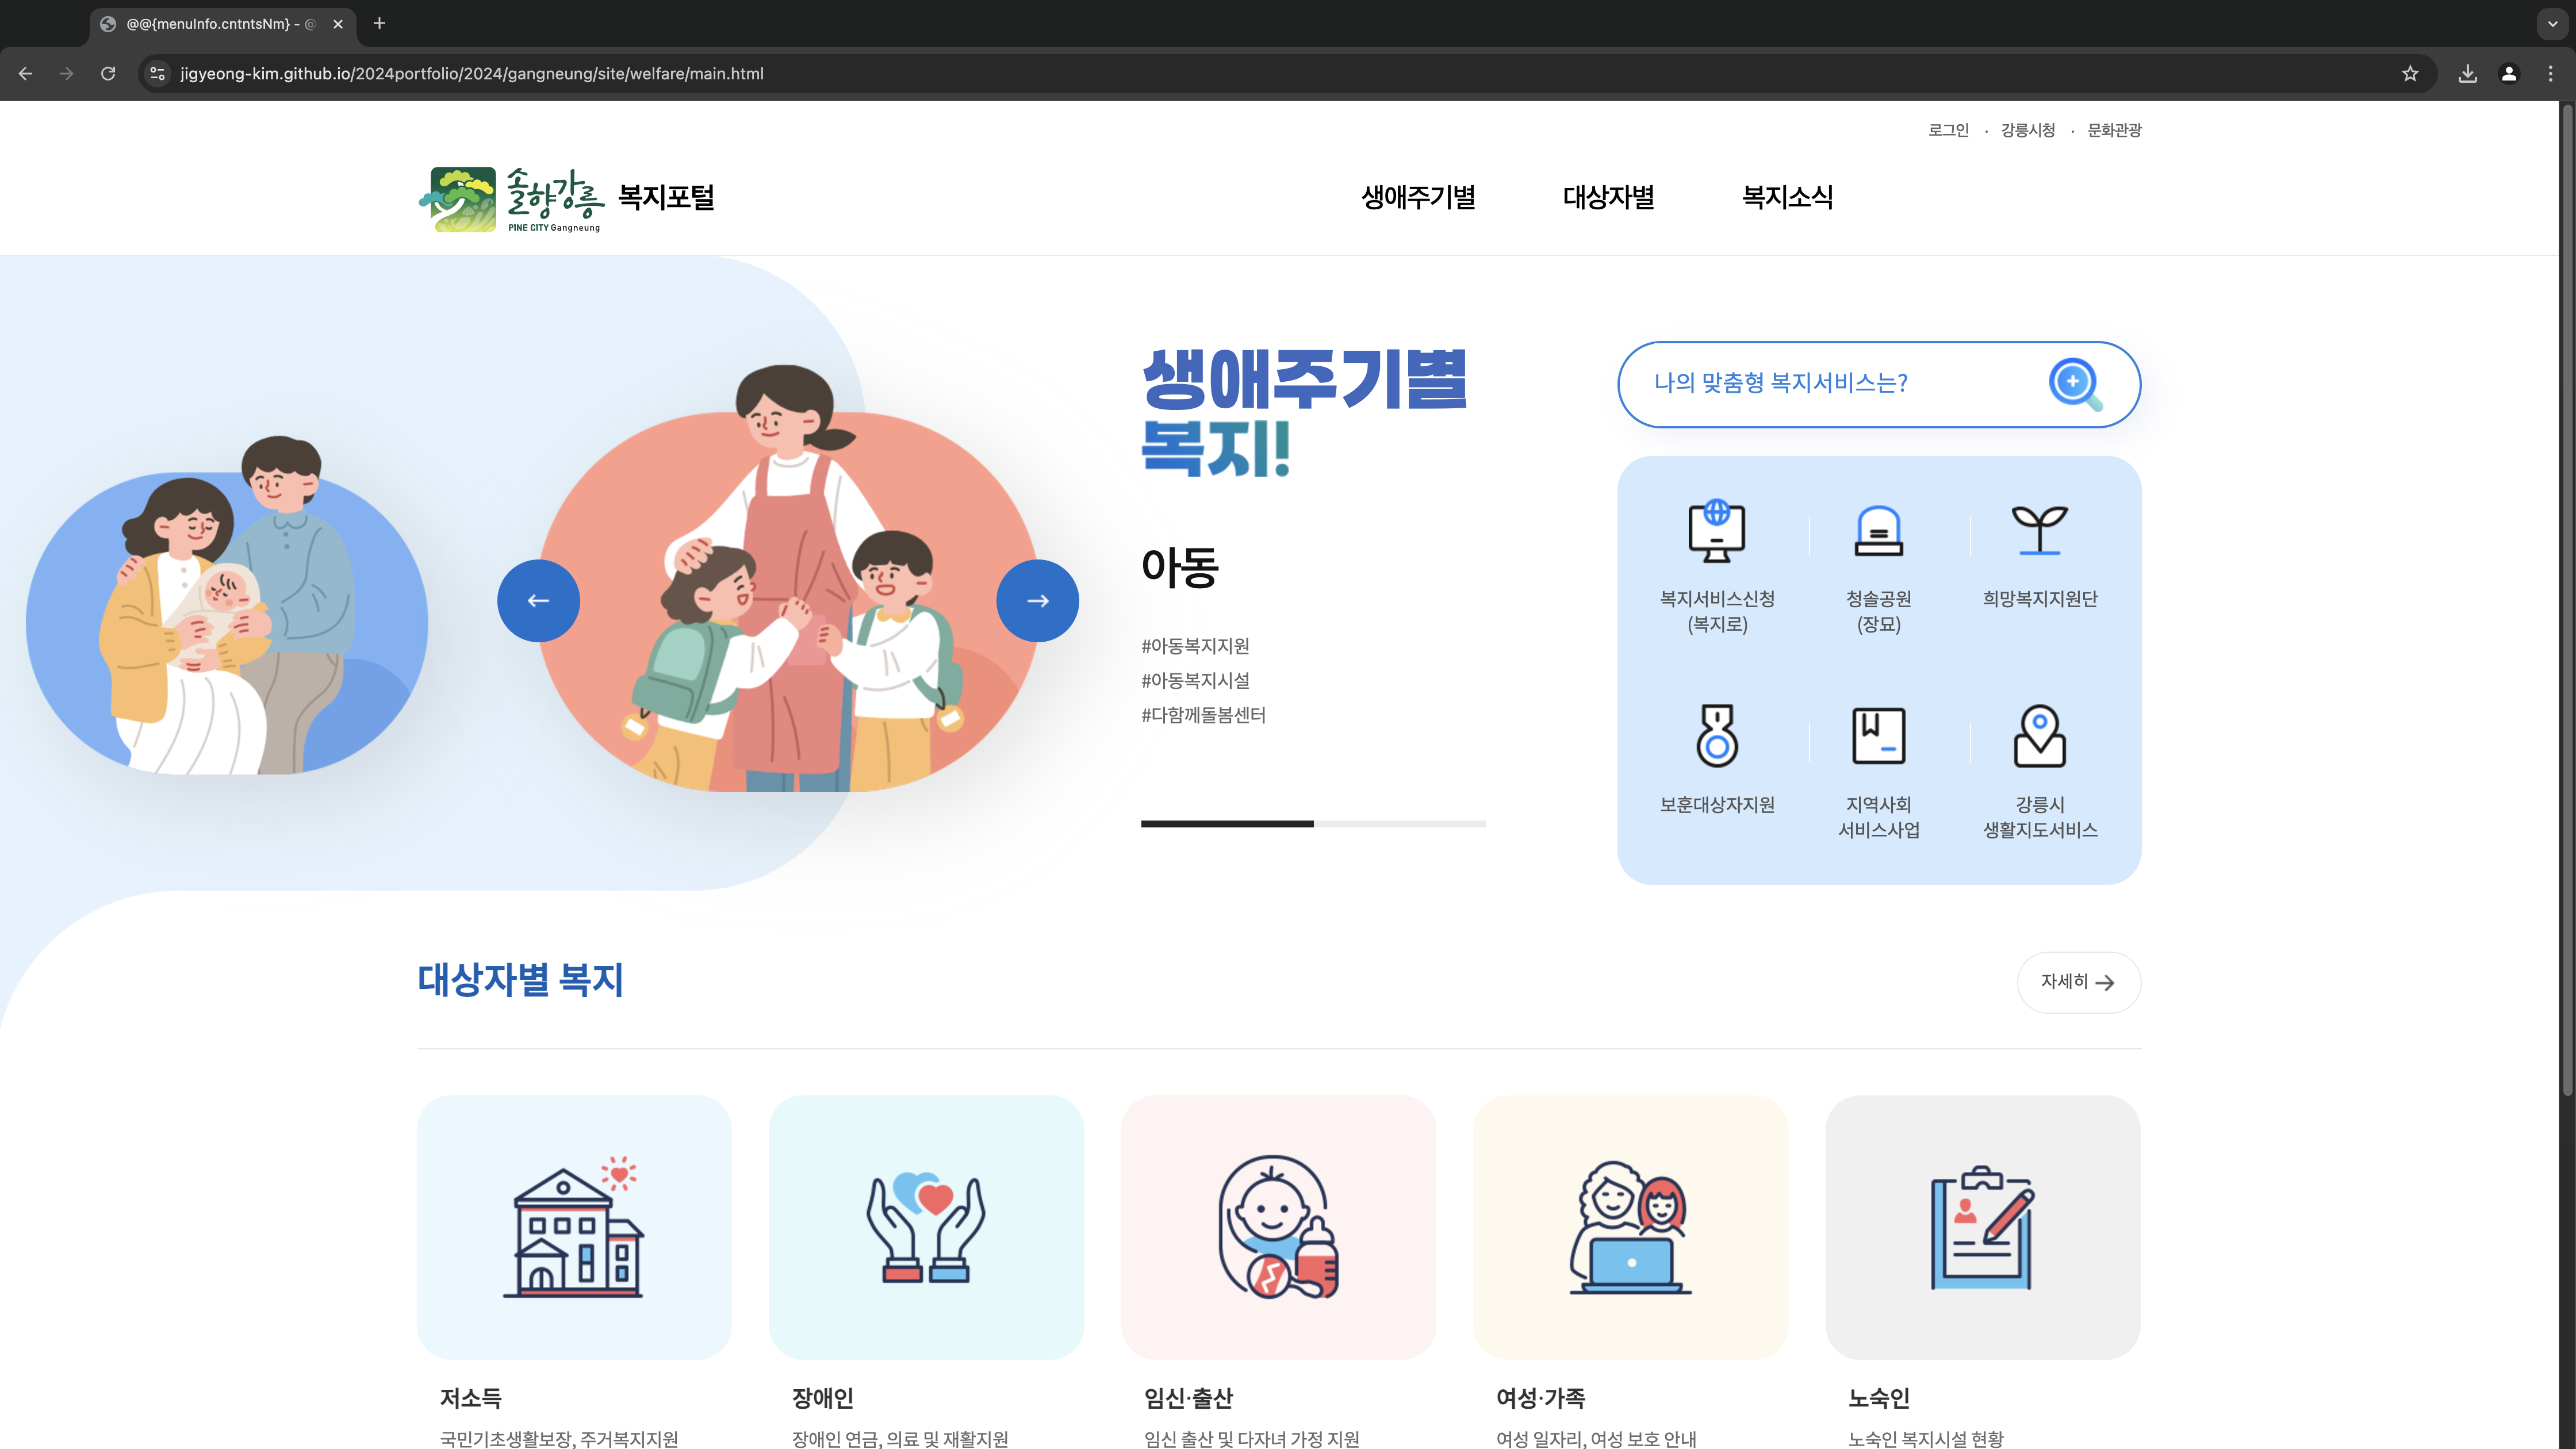 @@{menuInfo.cntntsNm} - @
jigyeong-kim.github.io/2024portfolio/2024/gangneung/site/welfare/main.html
로그인 · 강릉시청 · 문화관광
솔향강릉
PINE CITY Gangneung
복지포털
생애주기별 대상자별 복지소식
생애주기별
복지!
아동
#아동복지지원
#아동복지시설
#다함께돌봄센터
나의 맞춤형 복지서비스는?
복지서비스신청
(복지로)
청솔공원
(장묘)
희망복지지원단
보훈대상자지원
지역사회
서비스사업
강릉시
생활지도서비스
대상자별 복지
자세히
저소득
국민기초생활보장, 주거복지지원
장애인
장애인 연금, 의료 및 재활지원
임신·출산
임신 출산 및 다자녀 가정 지원
여성·가족
여성 일자리, 여성 보호 안내
노숙인
노숙인 복지시설 현황